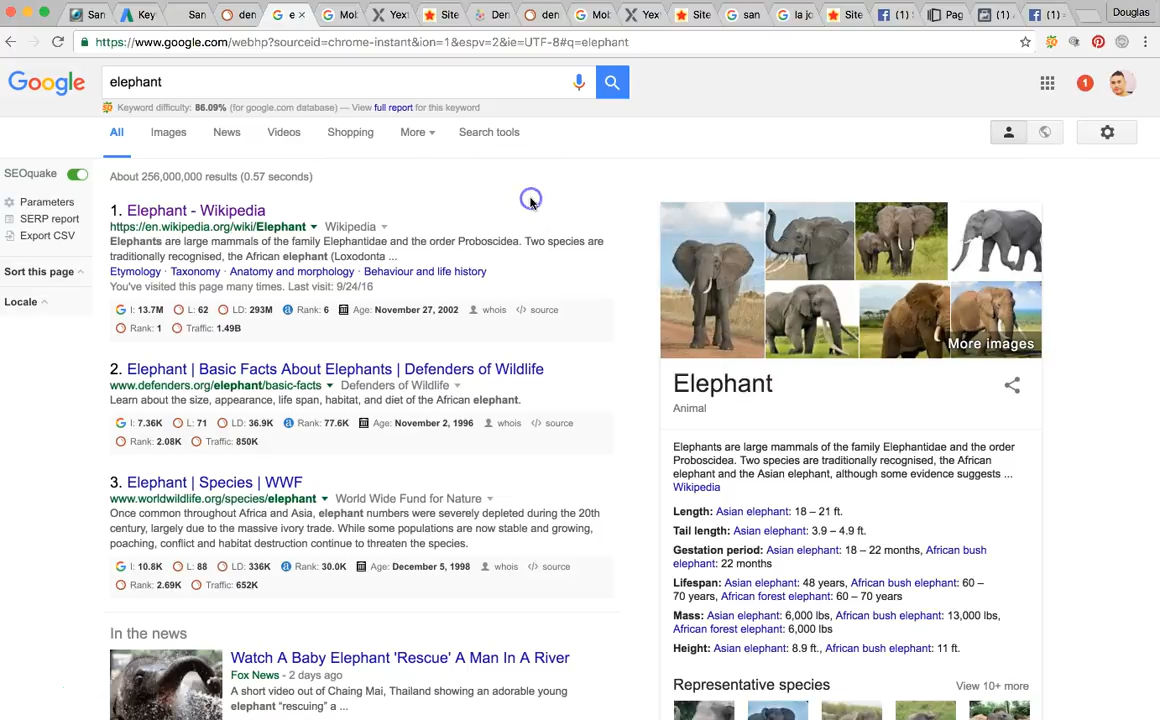 San
Key
San
den
e
Mob
Yext
Site
Den
den
Mob
Yext
Site
san
la jo
Site
(1)
Pag
(1)
(1)
Douglas
https://www.google.com/webhp?sourceid=chrome-instant&ion=1&espv=2&ie=UTF-8#q=elephant
Google
elephant
1
Keyword difficulty: 86.09% (for google.com database) — View full report for this keyword
All Images News Videos Shopping More Search tools
SEOquake
Parameters
SERP report
Export CSV
Sort this page
Locale
About 256,000,000 results (0.57 seconds)
1. Elephant - Wikipedia
https://en.wikipedia.org/wiki/Elephant Wikipedia
Elephants are large mammals of the family Elephantidae and the order Proboscidea. Two species are
traditionally recognised, the African elephant (Loxodonta ...
Etymology · Taxonomy · Anatomy and morphology · Behaviour and life history
You've visited this page many times. Last visit: 9/24/16
I: 13.7M L: 62 LD: 293M Rank: 6 Age: November 27, 2002 whois source
Rank: 1 Traffic: 1.49B
2. Elephant | Basic Facts About Elephants | Defenders of Wildlife
www.defenders.org/elephant/basic-facts Defenders of Wildlife
Learn about the size, appearance, life span, habitat, and diet of the African elephant.
I: 7.36K L: 71 LD: 36.9K Rank: 77.6K Age: November 2, 1996 whois source
Rank: 2.08K Traffic: 850K
3. Elephant | Species | WWF
www.worldwildlife.org/species/elephant World Wide Fund for Nature
Once common throughout Africa and Asia, elephant numbers were severely depleted during the 20th
century, largely due to the massive ivory trade. While some populations are now stable and growing,
poaching, conflict and habitat destruction continue to threaten the species.
I: 10.8K L: 88 LD: 336K Rank: 30.0K Age: December 5, 1998 whois source
Rank: 2.69K Traffic: 652K
In the news
Watch A Baby Elephant 'Rescue' A Man In A River
Fox News - 2 days ago
A short video out of Chaing Mai, Thailand showing an adorable young
elephant “rescuing” a ...
More images
Elephant
Animal
Elephants are large mammals of the family Elephantidae and the order
Proboscidea. Two species are traditionally recognised, the African
elephant and the Asian elephant, although some evidence suggests ...
Wikipedia
Length: Asian elephant: 18 – 21 ft.
Tail length: Asian elephant: 3.9 – 4.9 ft.
Gestation period: Asian elephant: 18 – 22 months, African bush
elephant: 22 months
Lifespan: Asian elephant: 48 years, African bush elephant: 60 –
70 years, African forest elephant: 60 – 70 years
Mass: Asian elephant: 6,000 lbs, African bush elephant: 13,000 lbs,
African forest elephant: 6,000 lbs
Height: Asian elephant: 8.9 ft., African bush elephant: 11 ft.
Representative species View 10+ more